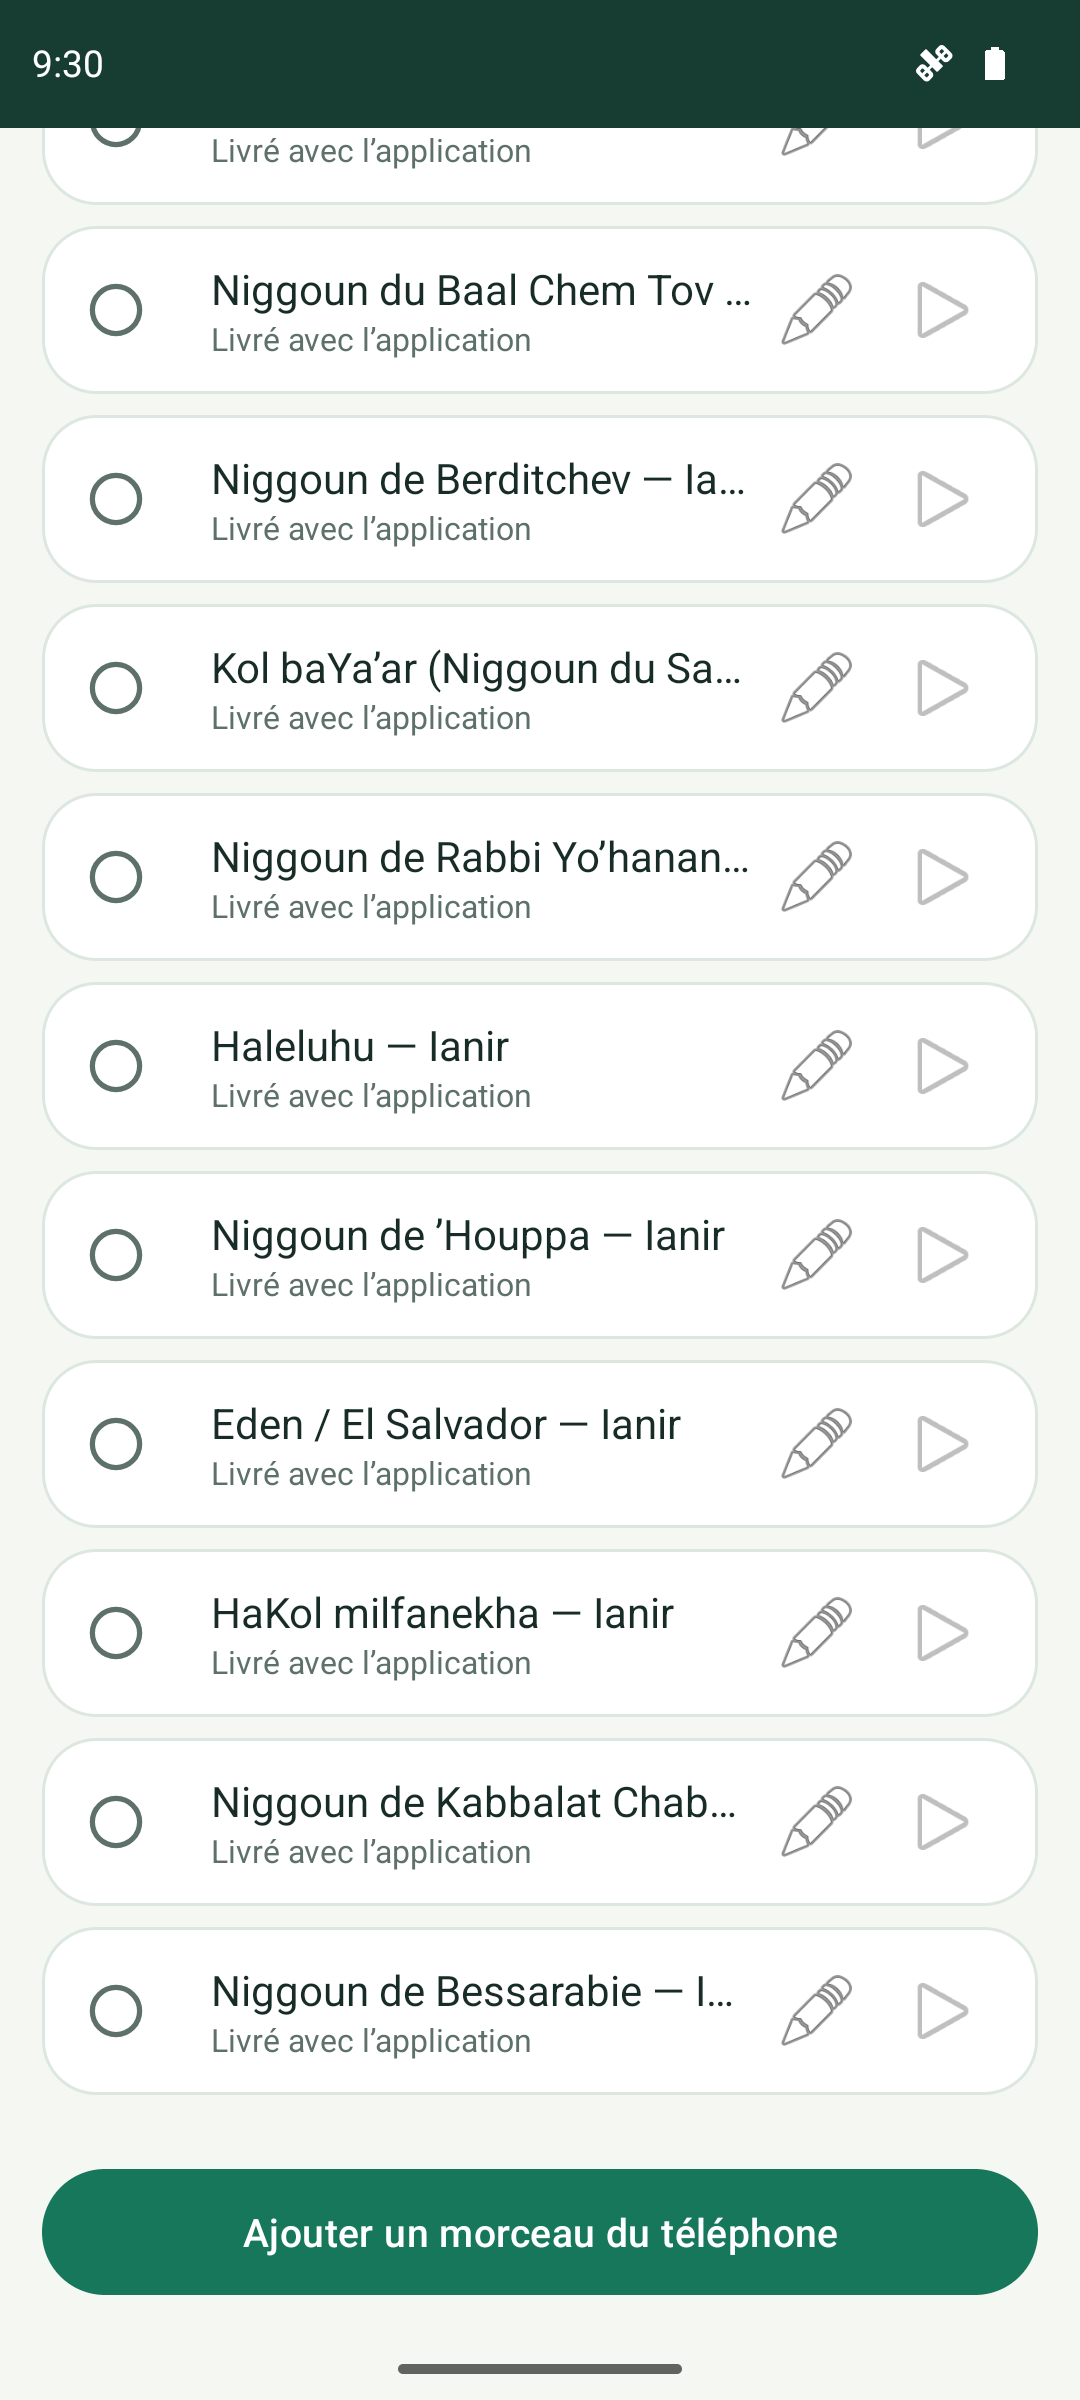 9:30
Livré avec l’application
Niggoun du Baal Chem Tov ...
Livré avec l’application
Niggoun de Berditchev — Ia...
Livré avec l’application
Kol baYa’ar (Niggoun du Sa...
Livré avec l’application
Niggoun de Rabbi Yo’hanan...
Livré avec l’application
Haleluhu — Ianir
Livré avec l’application
Niggoun de ’Houppa — Ianir
Livré avec l’application
Eden / El Salvador — Ianir
Livré avec l’application
HaKol milfanekha — Ianir
Livré avec l’application
Niggoun de Kabbalat Chab...
Livré avec l’application
Niggoun de Bessarabie — I...
Livré avec l’application
Ajouter un morceau du téléphone